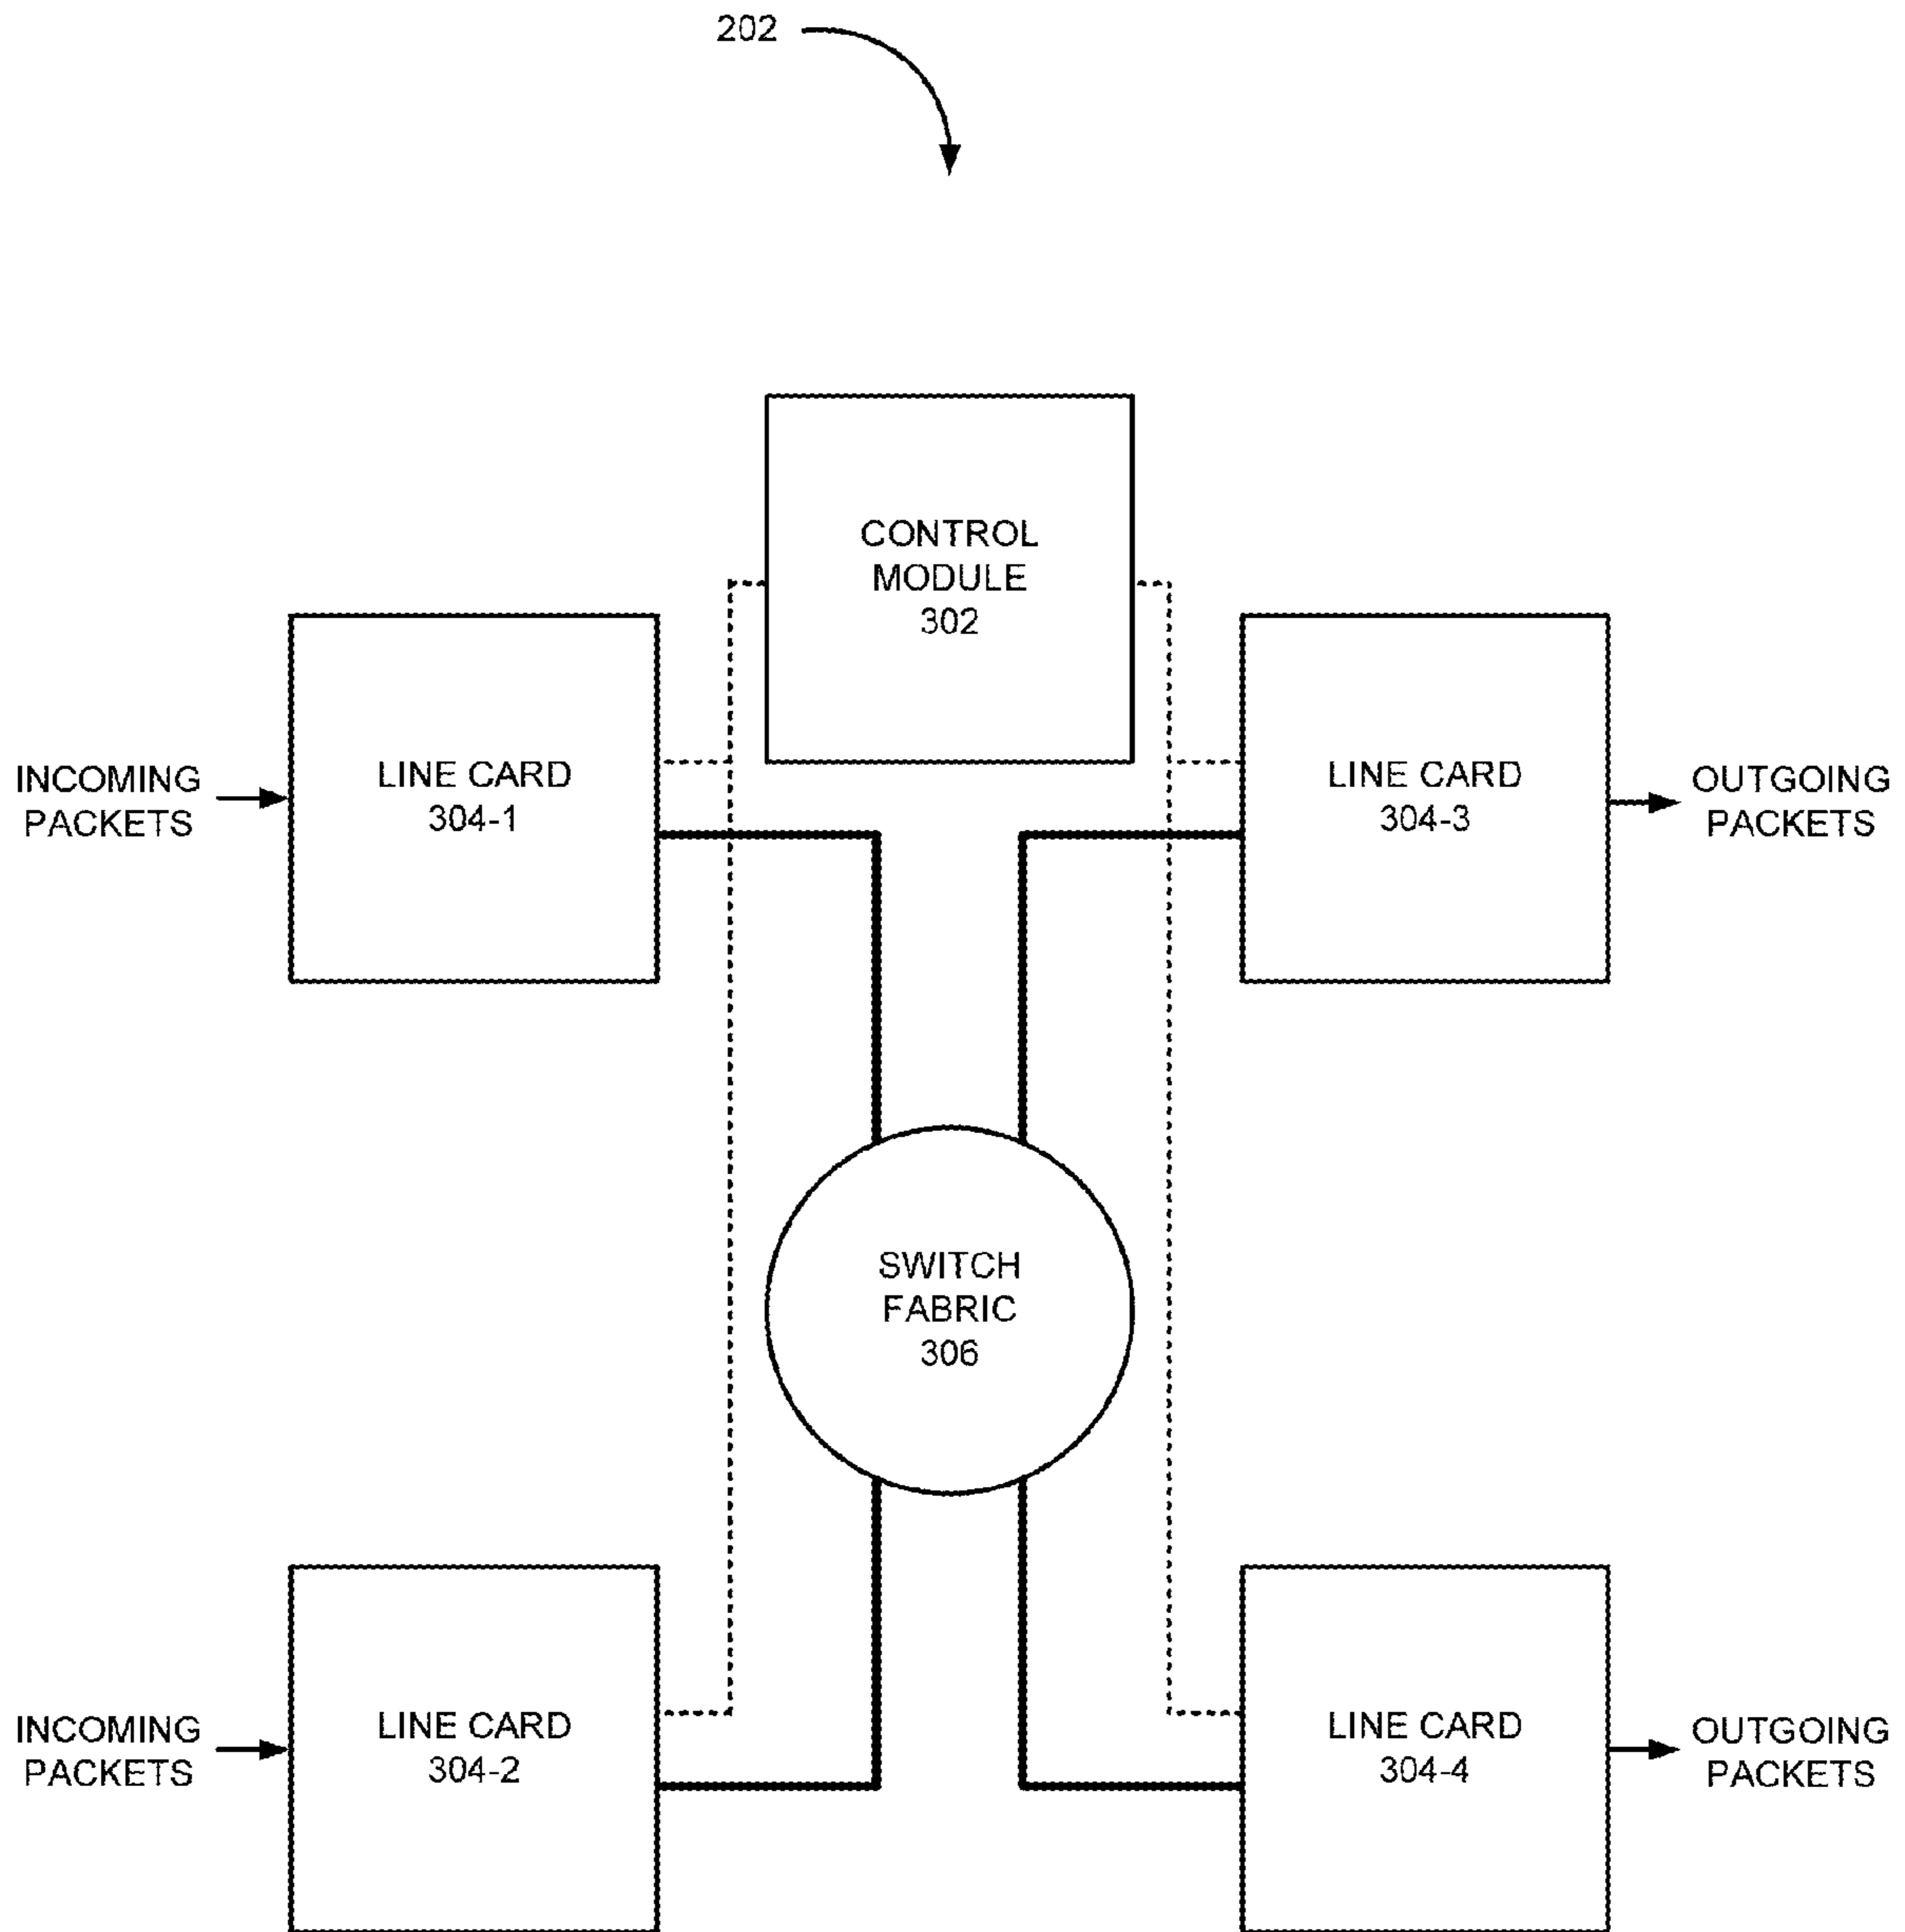 202
CONTROL
MODULE
302
INCOMING
PACKETS
LINE CARD
304-1
LINE CARD
304-3
OUTGOING
PACKETS
SWITCH
FABRIC
306
INCOMING
PACKETS
LINE CARD
304-2
LINE CARD
304-4
OUTGOING
PACKETS